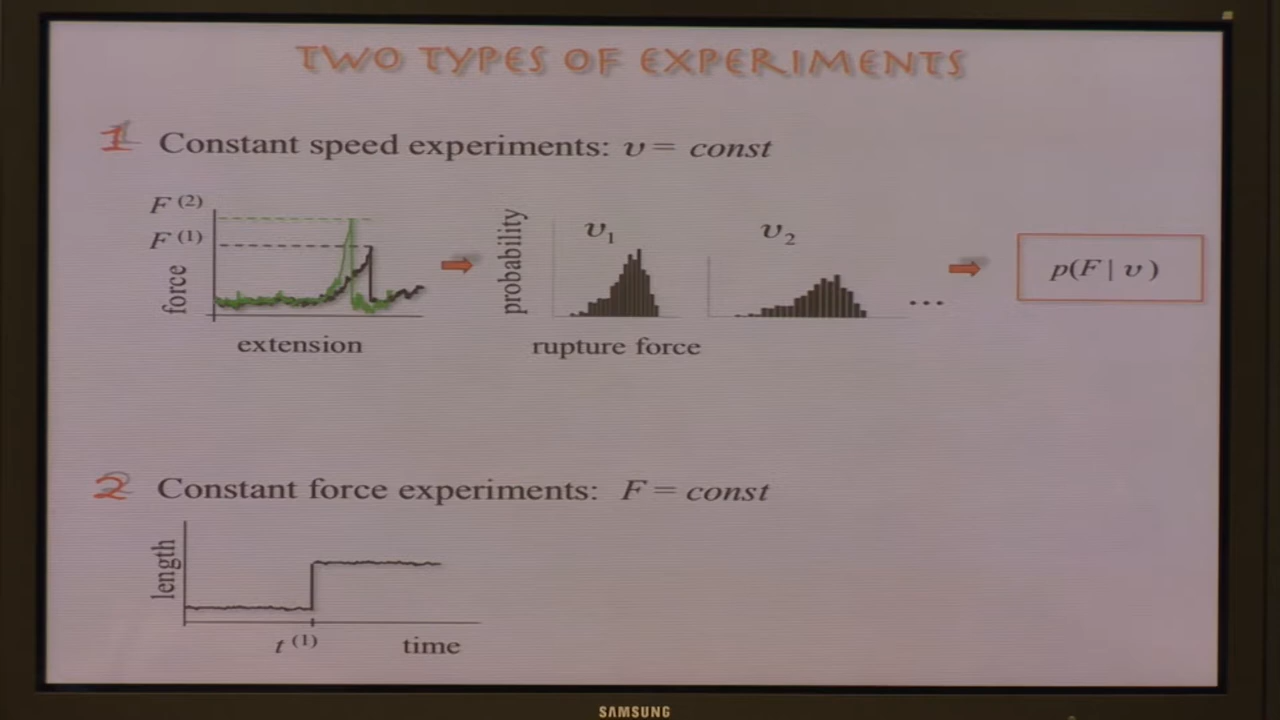 TWO TYPES OF EXPERIMENTS
1 Constant speed experiments: v = const
F (2)
F (1)
force
extension
probability
v1
v2
rupture force
...
p(F | v)
2 Constant force experiments: F = const
length
t (1)
time
SAMSUNG